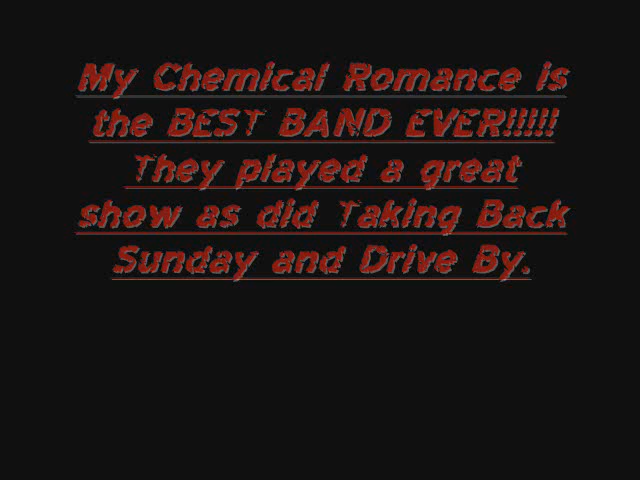 My Chemical Romance is
the BEST BAND EVER!!!!!
They played a great
show as did Taking Back
Sunday and Drive By.